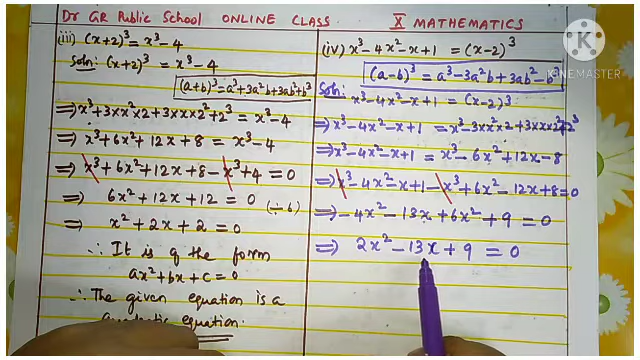 Dr GR Public School ONLINE CLASS X MATHEMATICS
(iii) (x+2)³ = x³-4
Soln: (x+2)³ = x³-4
(a+b)³ = a³+3a²b+3ab²+b³
⇒ x³+3×x²×2+3×x×2²+2³ = x³-4
⇒ x³+6x²+12x+8 = x³-4
⇒ x³+6x²+12x+8-x³+4 = 0
⇒ 6x²+12x+12 = 0 (÷6)
⇒ x²+2x+2 = 0
∴ It is of the form
ax²+bx+c=0
∴ The given equation is a
quadratic equation.
(iv) x³-4x²-x+1 = (x-2)³
(a-b)³ = a³-3a²b+3ab²-b³
Soln:
x³-4x²-x+1 = (x-2)³
⇒ x³-4x²-x+1 = x³-3×x²×2+3×x×2²-2³
⇒ x³-4x²-x+1 = x³-6x²+12x-8
⇒ x³-4x²-x+1-x³+6x²-12x+8=0
⇒ -4x²-13x+6x²+9 = 0
⇒ 2x²-13x+9 = 0
K
KINEMASTER